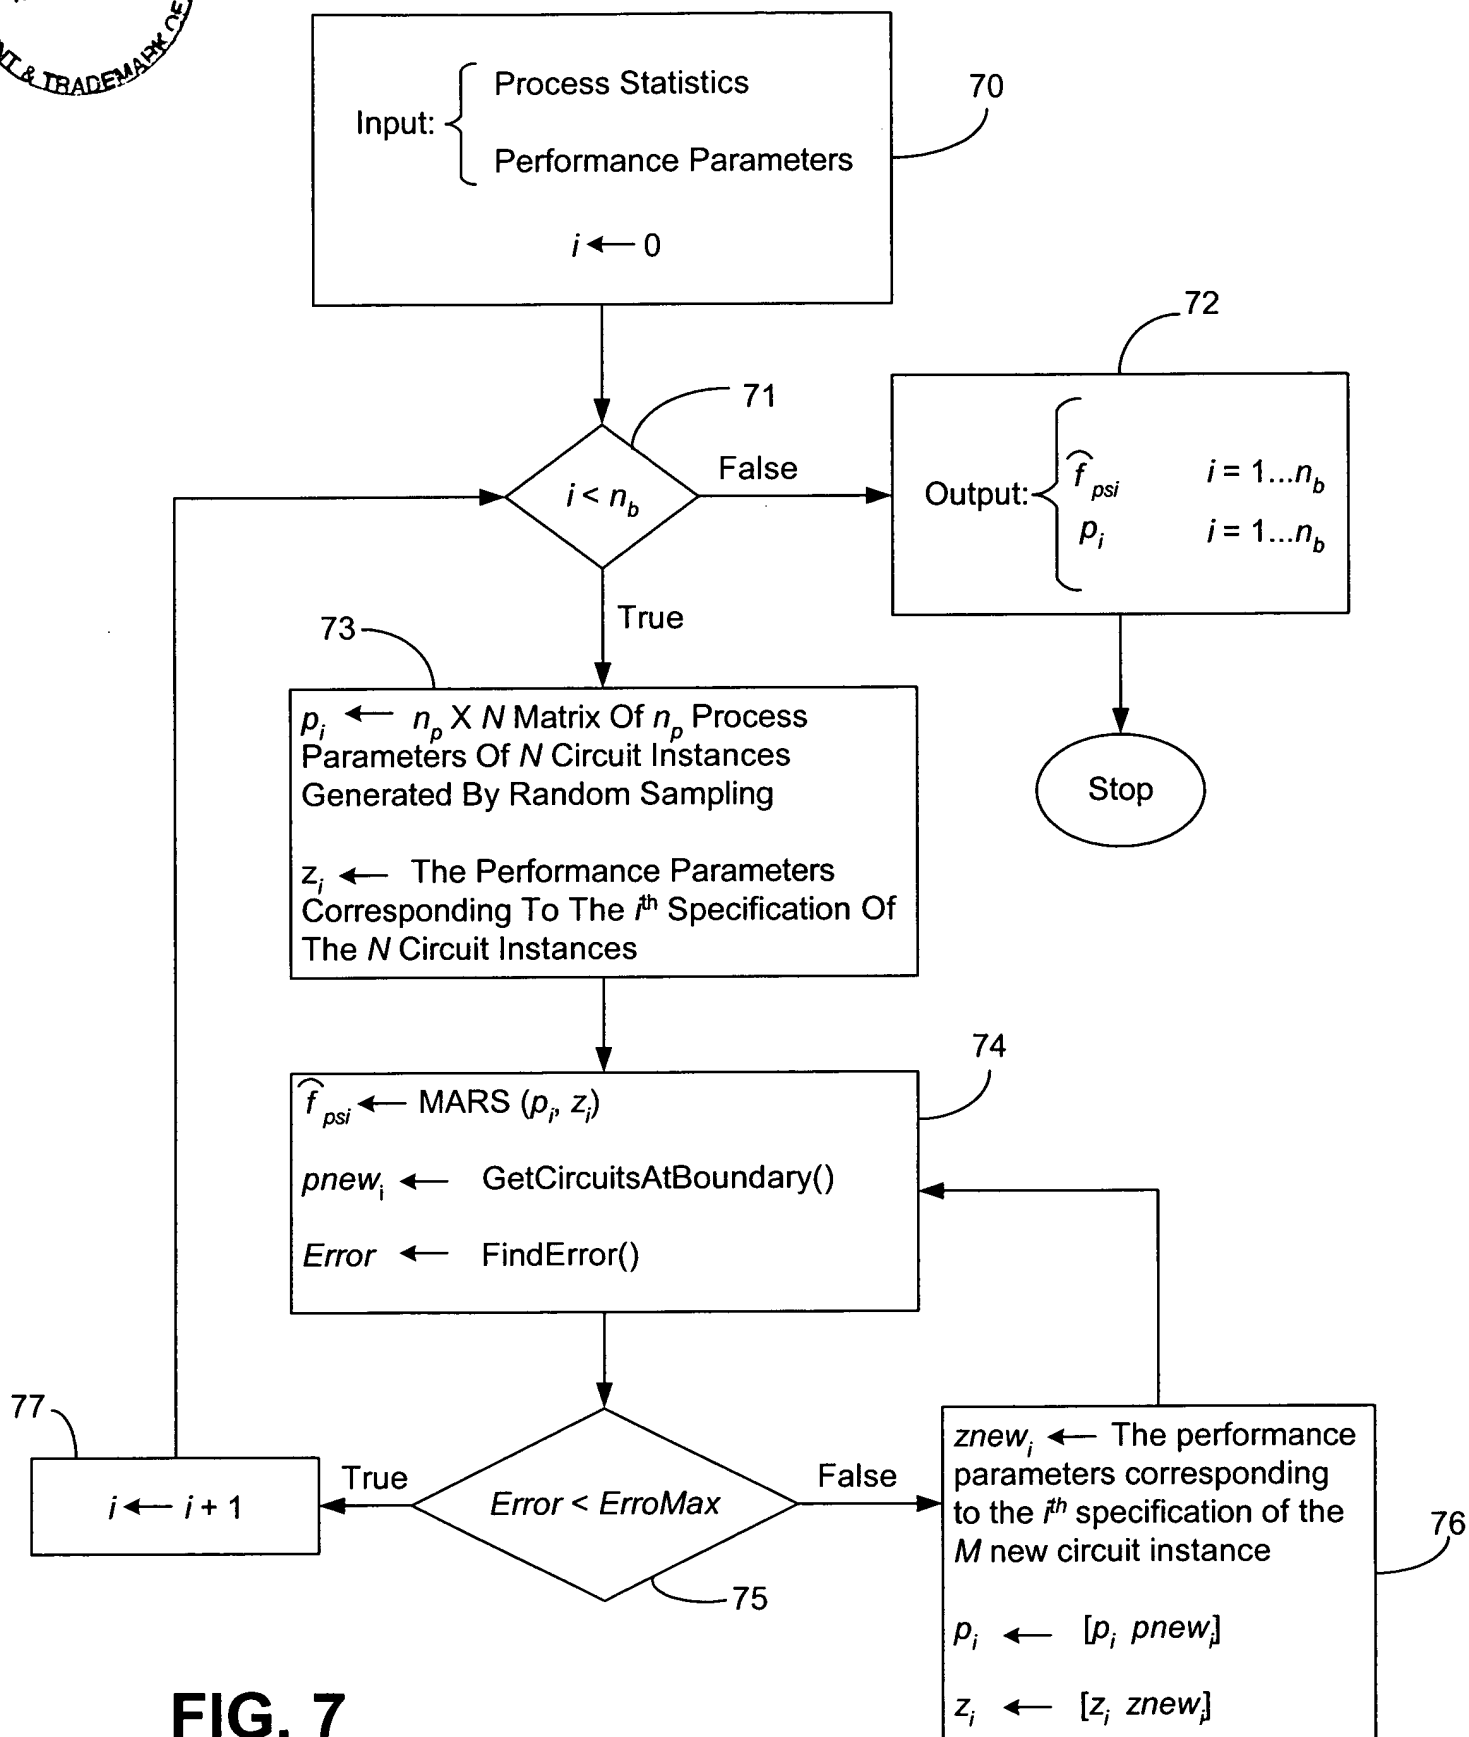 NT & TRADEMARK OF
Process Statistics
Input:
Performance Parameters
i ← 0
70
72
71
i < n_b
False
Output:
f̂_psi i = 1...n_b
p_i i = 1...n_b
True
Stop
73
p_i ← n_p X N Matrix Of n_p Process
Parameters Of N Circuit Instances
Generated By Random Sampling
z_i ← The Performance Parameters
Corresponding To The i^th Specification Of
The N Circuit Instances
74
f̂_psi ← MARS (p_i, z_i)
pnew_i ← GetCircuitsAtBoundary()
Error ← FindError()
77
i ← i + 1
True
Error < ErroMax
False
75
znew_i ← The performance
parameters corresponding
to the i^th specification of the
M new circuit instance
p_i ← [p_i pnew_i]
z_i ← [z_i znew_i]
76
FIG. 7